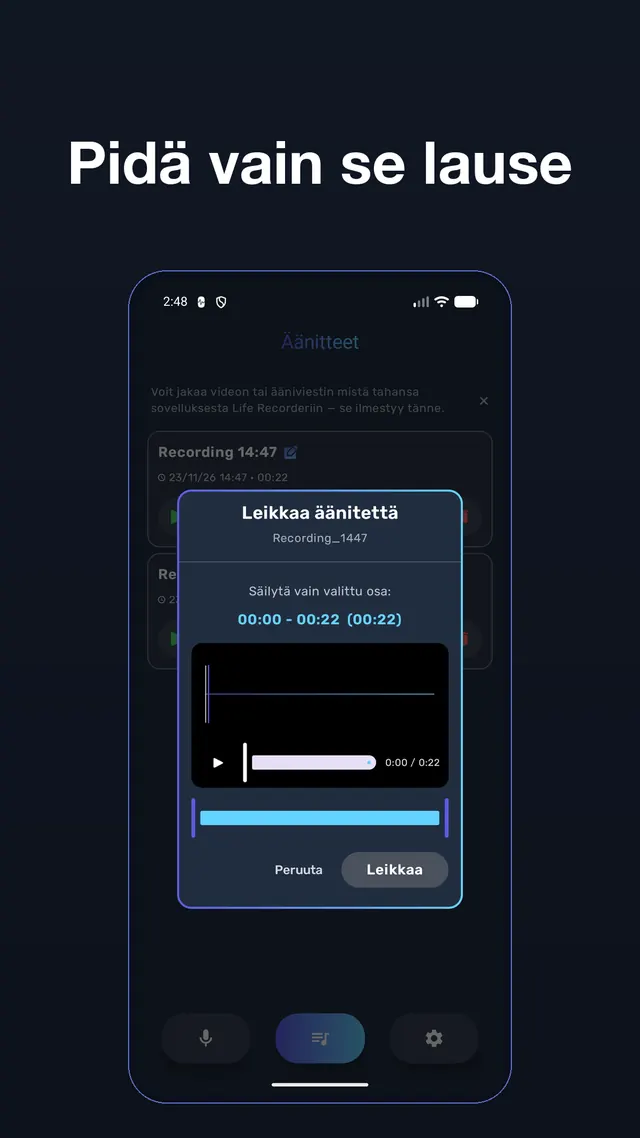 Pidä vain se lause
2:48
Äänitteet
Voit jakaa videon tai ääniviestin mistä tahansa
sovelluksesta Life Recorderiin — se ilmestyy tänne.
Recording 14:47
23/11/26 14:47 • 00:22
Leikkaa äänitettä
Recording_1447
Säilytä vain valittu osa:
00:00 - 00:22 (00:22)
0:00 / 0:22
Peruuta
Leikkaa